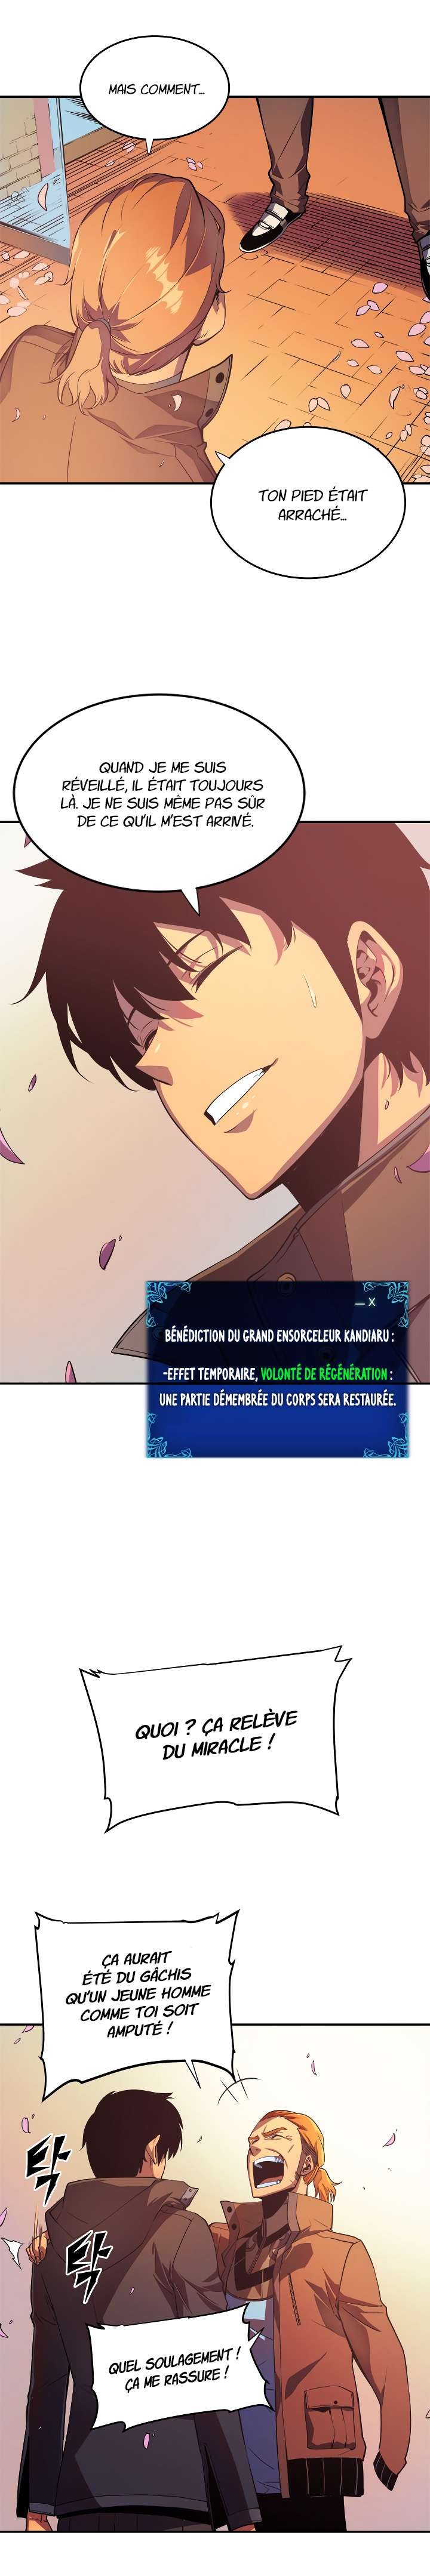 MAIS COMMENT...
TON PIED ÉTAIT
ARRACHÉ...
QUAND JE ME SUIS
RÉVEILLÉ, IL ÉTAIT TOUJOURS
LÀ. JE NE SUIS MÊME PAS SÛR
DE CE QU'IL M'EST ARRIVÉ.
— X
BÉNÉDICTION DU GRAND ENSORCELEUR KANDIARU :
-EFFET TEMPORAIRE, VOLONTÉ DE RÉGÉNÉRATION :
UNE PARTIE DÉMEMBRÉE DU CORPS SERA RESTAURÉE.
QUOI ? ÇA RELÈVE
DU MIRACLE !
ÇA AURAIT
ÉTÉ DU GÂCHIS
QU'UN JEUNE HOMME
COMME TOI SOIT
AMPUTÉ !
탁
탁
QUEL SOULAGEMENT !
ÇA ME RASSURE !